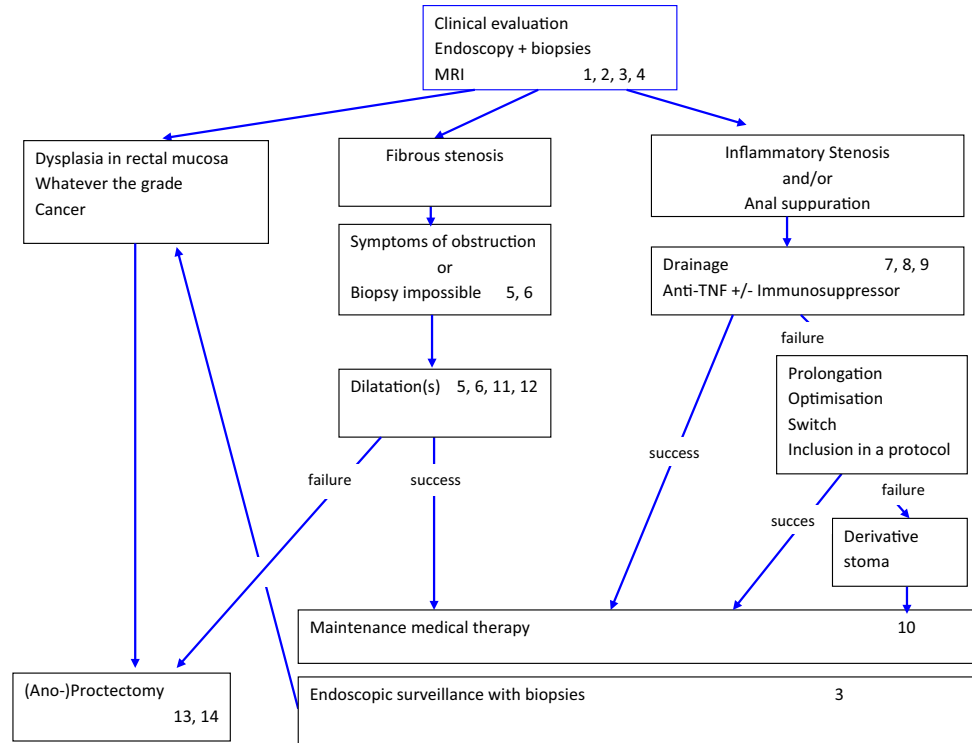 Clinical evaluation
Endoscopy + biopsies
MRI 1, 2, 3, 4
Dysplasia in rectal mucosa
Whatever the grade
Cancer
Fibrous stenosis
Inflammatory Stenosis
and/or
Anal suppuration
Symptoms of obstruction
or
Biopsy impossible 5, 6
Drainage 7, 8, 9
Anti-TNF +/- Immunosuppressor
failure
Dilatation(s) 5, 6, 11, 12
Prolongation
Optimisation
Switch
Inclusion in a protocol
failure
success
success
failure
succes
Derivative
stoma
Maintenance medical therapy 10
(Ano-)Proctectomy
13, 14
Endoscopic surveillance with biopsies 3